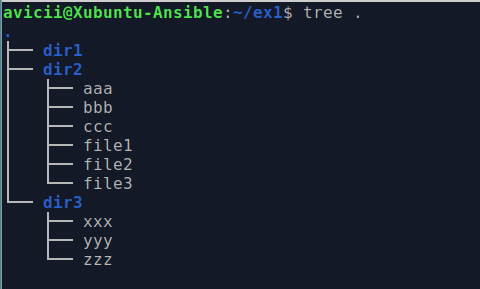 avicii@Xubuntu-Ansible:~/ex1$ tree .
.
├── dir1
├── dir2
│   ├── aaa
│   ├── bbb
│   ├── ccc
│   ├── file1
│   ├── file2
│   └── file3
└── dir3
    ├── xxx
    ├── yyy
    └── zzz